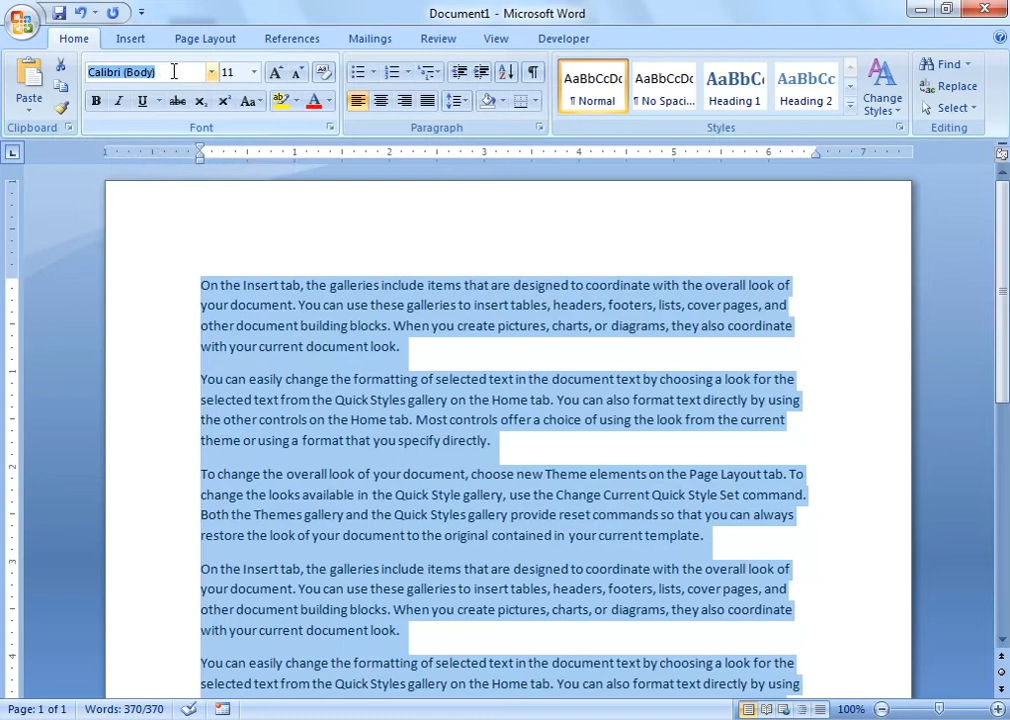 Document1 - Microsoft Word
Home Insert Page Layout References Mailings Review View Developer
Paste
Calibri (Body) 11
AaBbCcDc AaBbCcDc AaBbC AaBbCc
¶ Normal ¶ No Spaci... Heading 1 Heading 2
Change
Styles
Find
Replace
Select
Clipboard Font Paragraph Styles Editing
1 1 2 3 4 5 6 7
On the Insert tab, the galleries include items that are designed to coordinate with the overall look of
your document. You can use these galleries to insert tables, headers, footers, lists, cover pages, and
other document building blocks. When you create pictures, charts, or diagrams, they also coordinate
with your current document look.
You can easily change the formatting of selected text in the document text by choosing a look for the
selected text from the Quick Styles gallery on the Home tab. You can also format text directly by using
the other controls on the Home tab. Most controls offer a choice of using the look from the current
theme or using a format that you specify directly.
To change the overall look of your document, choose new Theme elements on the Page Layout tab. To
change the looks available in the Quick Style gallery, use the Change Current Quick Style Set command.
Both the Themes gallery and the Quick Styles gallery provide reset commands so that you can always
restore the look of your document to the original contained in your current template.
On the Insert tab, the galleries include items that are designed to coordinate with the overall look of
your document. You can use these galleries to insert tables, headers, footers, lists, cover pages, and
other document building blocks. When you create pictures, charts, or diagrams, they also coordinate
with your current document look.
You can easily change the formatting of selected text in the document text by choosing a look for the
selected text from the Quick Styles gallery on the Home tab. You can also format text directly by using
Page: 1 of 1 Words: 370/370 100%